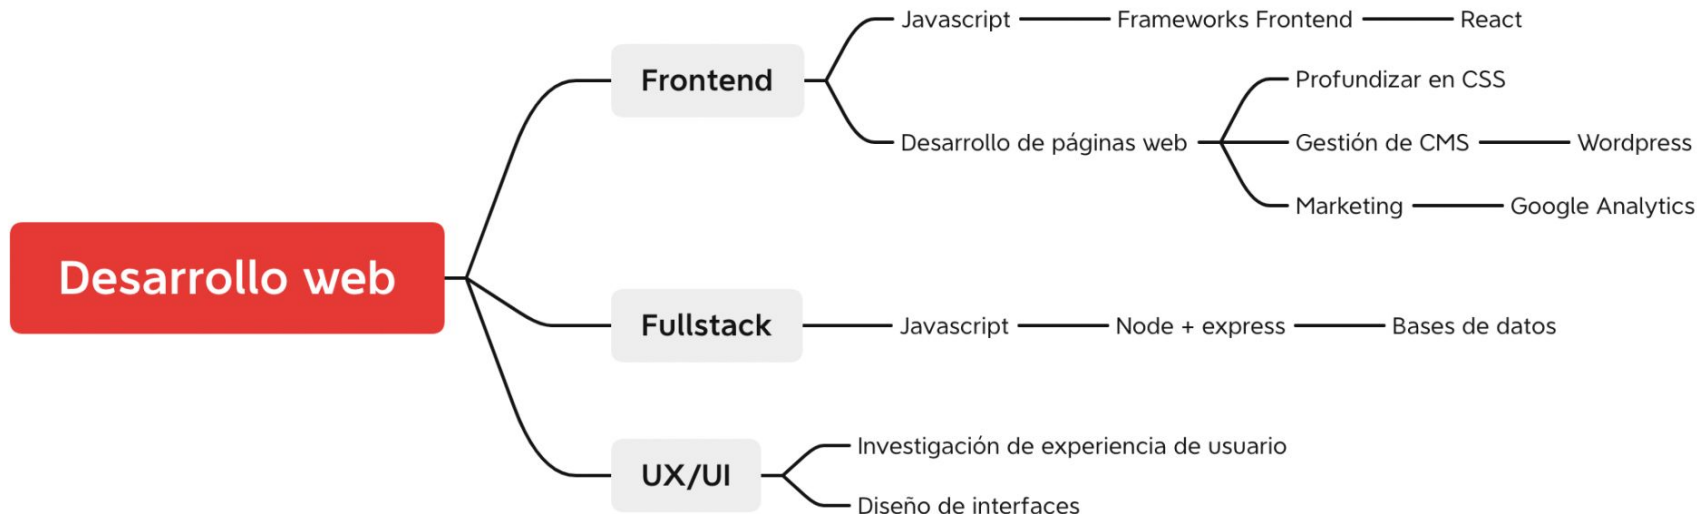 Desarrollo web
Frontend
Javascript
Frameworks Frontend
React
Desarrollo de páginas web
Profundizar en CSS
Gestión de CMS
Wordpress
Marketing
Google Analytics
Fullstack
Javascript
Node + express
Bases de datos
UX/UI
Investigación de experiencia de usuario
Diseño de interfaces